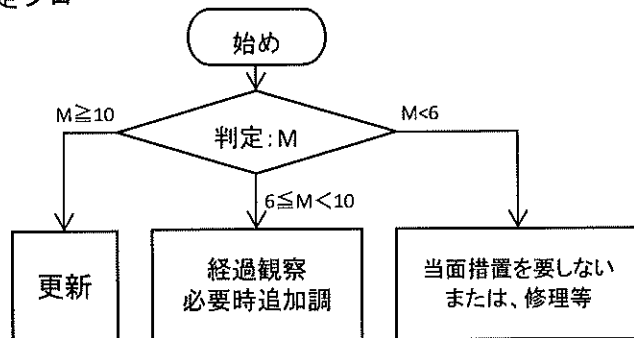 始め
M≧10
判定:M
M<6
6≦M<10
更新
経過観察
必要時追加調
当面措置を要しない
または、修理等